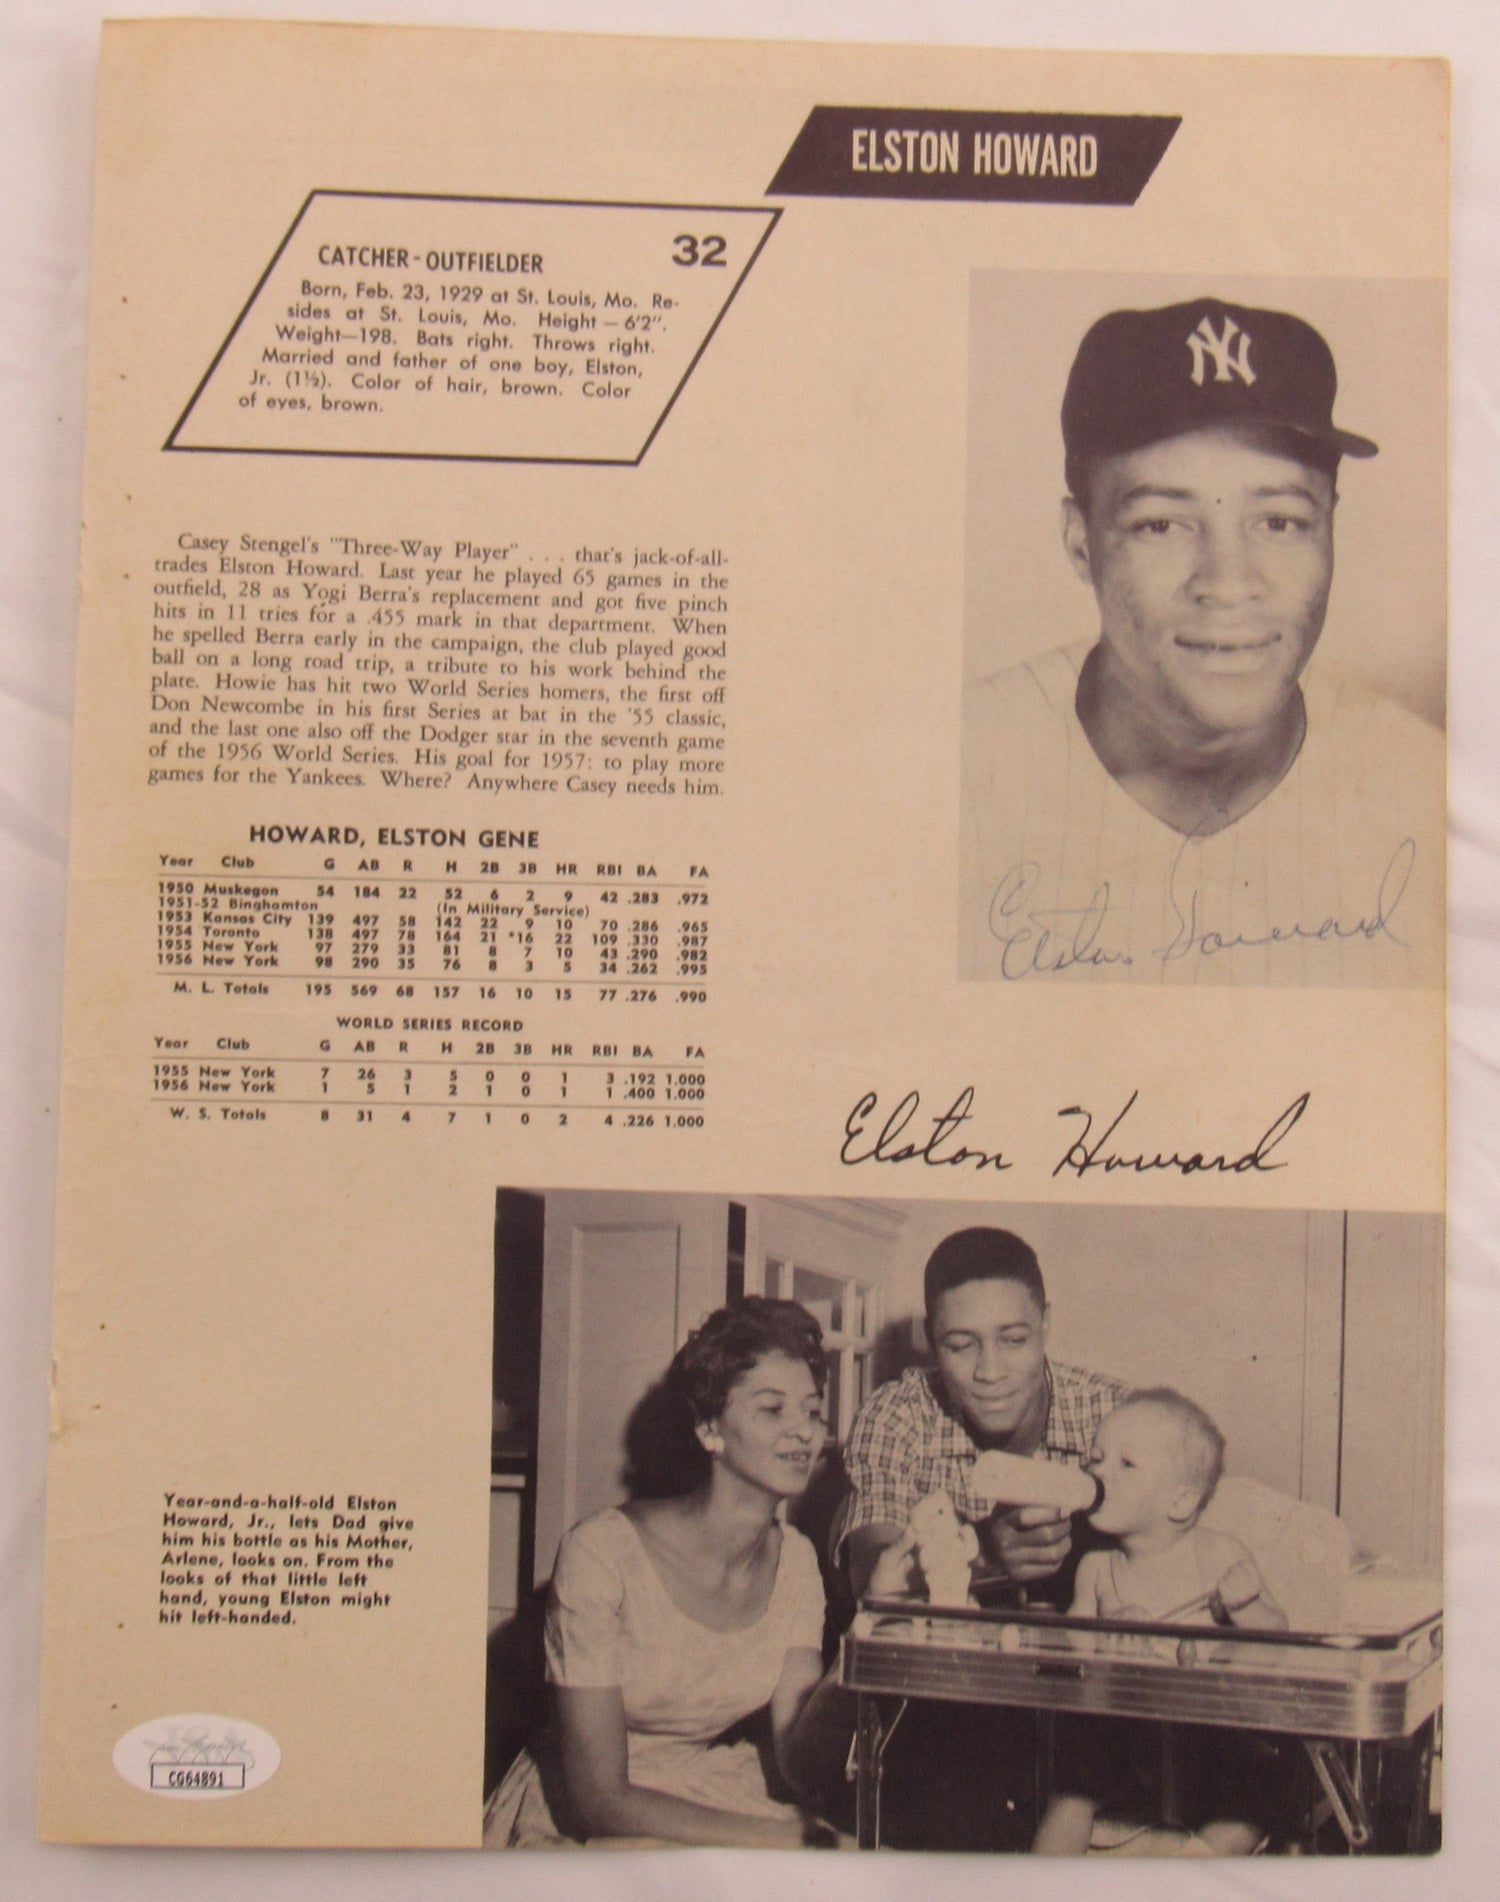 ELSTON HOWARD
CATCHER - OUTFIELDER 32
Born, Feb. 23, 1929 at St. Louis, Mo. Re-
sides at St. Louis, Mo. Height — 6'2".
Weight—198. Bats right. Throws right.
Married and father of one boy, Elston,
Jr. (1½). Color of hair, brown. Color
of eyes, brown.
NY
Casey Stengel's "Three-Way Player" . . . that's jack-of-all-
trades Elston Howard. Last year he played 65 games in the
outfield, 28 as Yogi Berra's replacement and got five pinch
hits in 11 tries for a .455 mark in that department. When
he spelled Berra early in the campaign, the club played good
ball on a long road trip, a tribute to his work behind the
plate. Howie has hit two World Series homers, the first off
Don Newcombe in his first Series at bat in the '55 classic,
and the last one also off the Dodger star in the seventh game
of the 1956 World Series. His goal for 1957: to play more
games for the Yankees. Where? Anywhere Casey needs him.
HOWARD, ELSTON GENE
Year Club G AB R H 2B 3B HR RBI BA FA
1950 Muskegon 54 184 22 52 6 2 9 42 .283 .972
1951-52 Binghamton (In Military Service)
1953 Kansas City 139 497 58 142 22 9 10 70 .286 .965
1954 Toronto 138 497 78 164 21 *16 22 109 .330 .987
1955 New York 97 279 33 81 8 7 10 43 .290 .982
1956 New York 98 290 35 76 8 3 5 34 .262 .995
M. L. Totals 195 569 68 157 16 10 15 77 .276 .990
WORLD SERIES RECORD
Year Club G AB R H 2B 3B HR RBI BA FA
1955 New York 7 26 3 5 0 0 1 3 .192 1.000
1956 New York 1 5 1 2 1 0 1 1 .400 1.000
W. S. Totals 8 31 4 7 1 0 2 4 .226 1.000
Elston Howard
Elston Howard
Year-and-a-half-old Elston
Howard, Jr., lets Dad give
him his bottle as his Mother,
Arlene, looks on. From the
looks of that little left
hand, young Elston might
hit left-handed.
CG64891